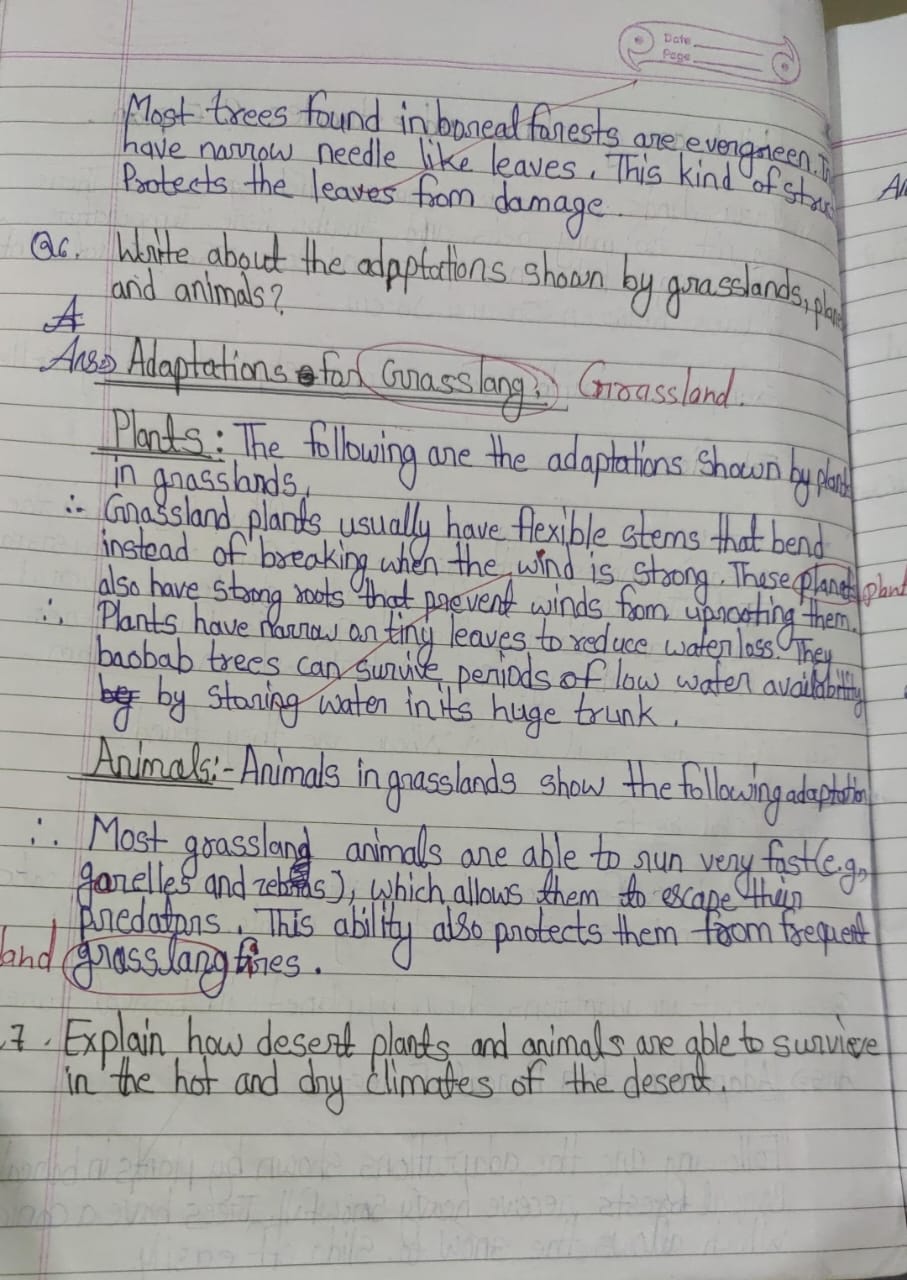 Date
Page
Most trees found in boreal forests are evergreen.
have narrow needle like leaves. This kind of struc
Protects the leaves from damage.
Q6. Write about the adaptations shown by grasslands, plan
and animals?
A
Ans⇒ Adaptations for Grasslang: Grassland.
Plants: The following are the adaptations shown by plant
in grasslands,
∴ Grassland plants usually have flexible stems that bend
instead of breaking when the wind is strong. These planet plant
also have strong roots that prevent winds from uprooting them.
∴ Plants have narrow or tiny leaves to reduce water loss. They
baobab trees can survive periods of low water availability
by storing water in its huge trunk.
Animals:- Animals in grasslands show the following adaptation
∴ Most grassland animals are able to run very fast (e.g,
gazelles and zebras), which allows them to escape their
predators. This ability also protects them from frequent
land grasslang fires.
7. Explain how desert plants and animals are able to survive
in the hot and dry climates of the desert.